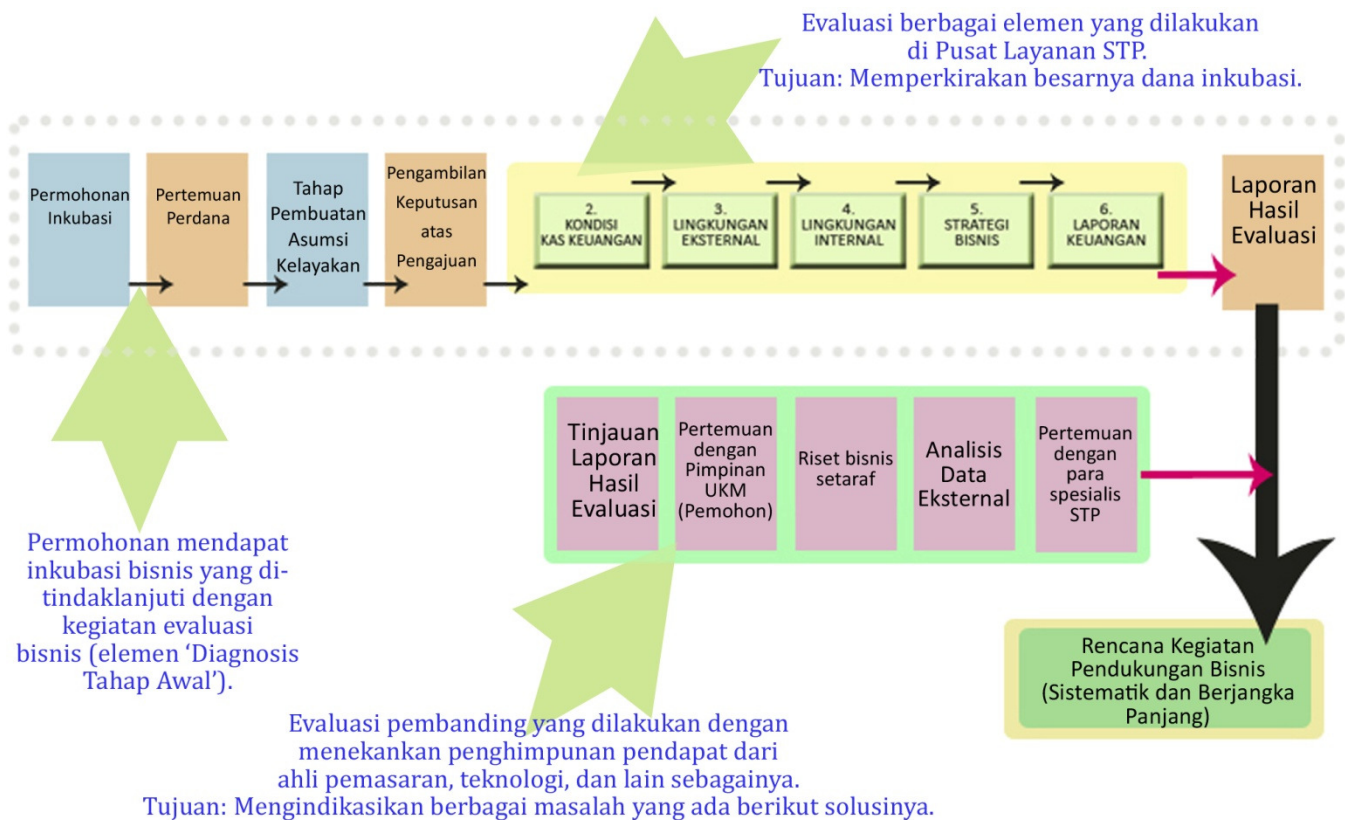 Evaluasi berbagai elemen yang dilakukan
di Pusat Layanan STP.
Tujuan: Memperkirakan besarnya dana inkubasi.
Permohonan
Inkubasi
Pertemuan
Perdana
Tahap
Pembuatan
Asumsi
Kelayakan
Pengambilan
Keputusan
atas
Pengajuan
2.
KONDISI
KAS KEUANGAN
3.
LINGKUNGAN
EKSTERNAL
4.
LINGKUNGAN
INTERNAL
5.
STRATEGI
BISNIS
6.
LAPORAN
KEUANGAN
Laporan
Hasil
Evaluasi
Tinjauan
Laporan
Hasil
Evaluasi
Pertemuan
dengan
Pimpinan
UKM
(Pemohon)
Riset bisnis
setaraf
Analisis
Data
Eksternal
Pertemuan
dengan
para
spesialis
STP
Permohonan mendapat
inkubasi bisnis yang di-
tindaklanjuti dengan
kegiatan evaluasi
bisnis (elemen ‘Diagnosis
Tahap Awal’).
Rencana Kegiatan
Pendukungan Bisnis
(Sistematik dan Berjangka
Panjang)
Evaluasi pembanding yang dilakukan dengan
menekankan penghimpunan pendapat dari
ahli pemasaran, teknologi, dan lain sebagainya.
Tujuan: Mengindikasikan berbagai masalah yang ada berikut solusinya.